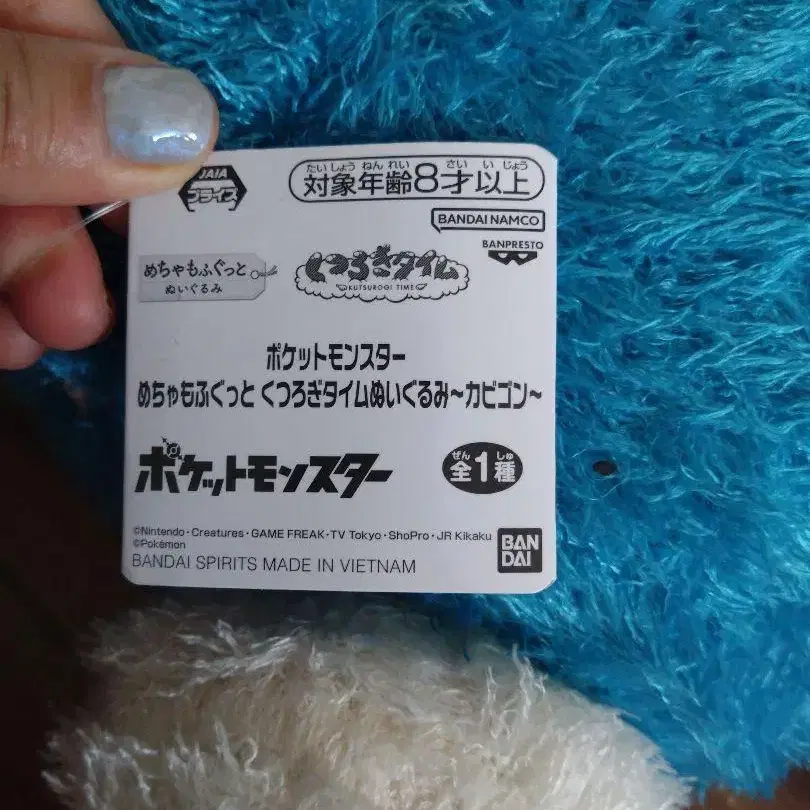 JAIA
プライズ
たいしょう ねん れい さい い じょう
対象年齢8才以上
BANDAI NAMCO
BANPRESTO
めちゃもふぐっと
ぬいぐるみ
くつろぎタイム
KUTSUROGI TIME
ポケットモンスター
めちゃもふぐっと くつろぎタイムぬいぐるみ~カビゴン~
ポケットモンスター
ぜん しゅ
全1種
©Nintendo・Creatures・GAME FREAK・TV Tokyo・ShoPro・JR Kikaku
©Pokémon
BANDAI SPIRITS MADE IN VIETNAM
BAN
DAI